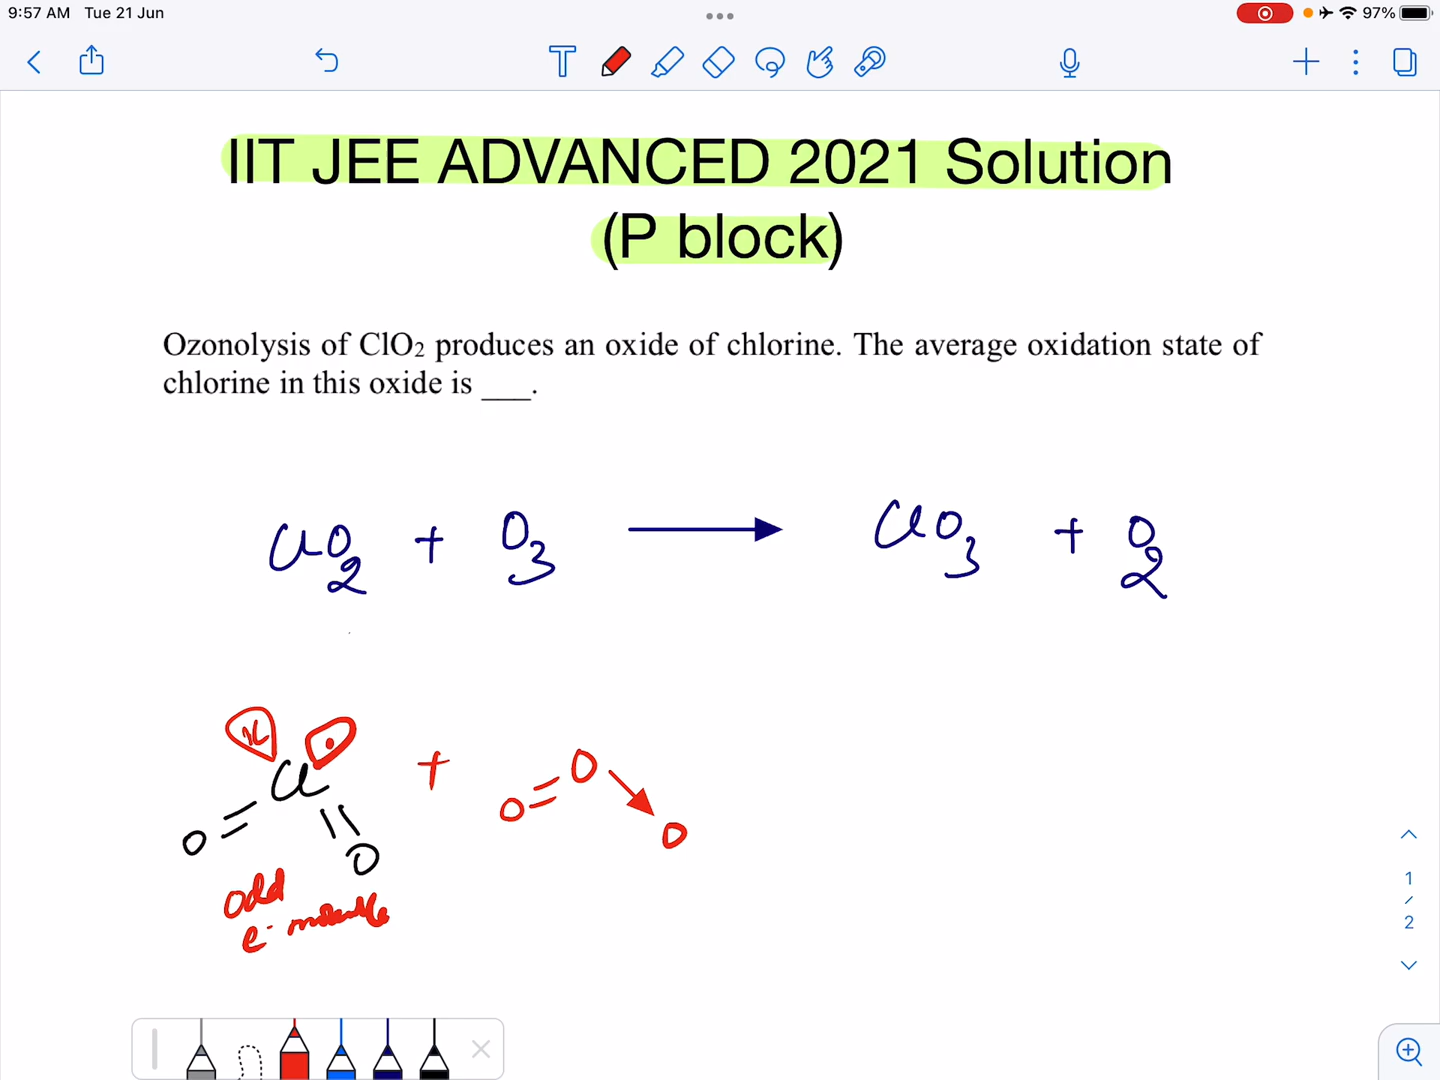 9:57 AM Tue 21 Jun
97%
T
IIT JEE ADVANCED 2021 Solution
(P block)
Ozonolysis of ClO2 produces an oxide of chlorine. The average oxidation state of
chlorine in this oxide is ___.
ClO2 + O3 → ClO3 + O2
Cl + O=O→O
O=
O
odd
e- molecule
1
/
2